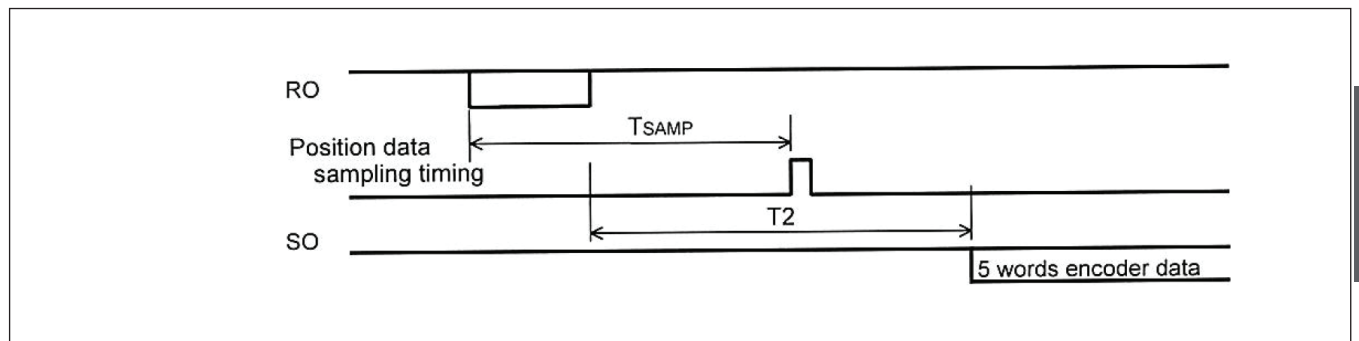 RO
TSAMP
Position data
sampling timing
T2
SO
5 words encoder data